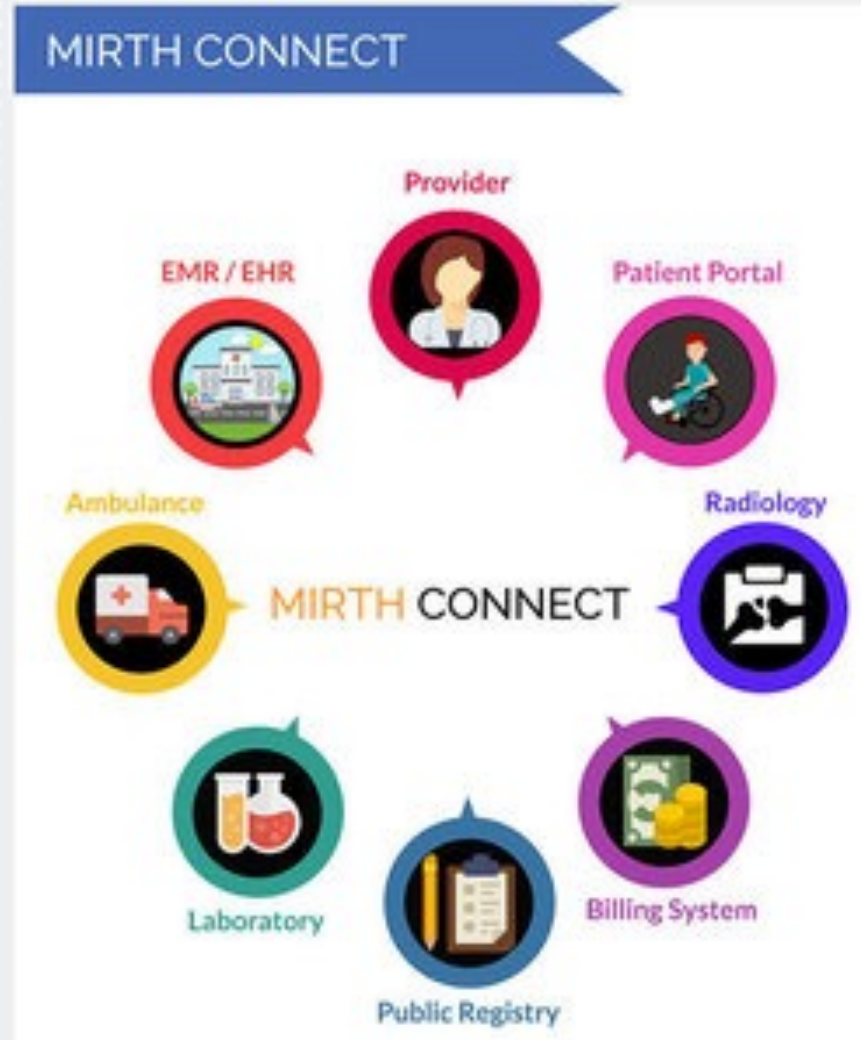 MIRTH CONNECT
Provider
EMR / EHR
Patient Portal
Ambulance
Radiology
MIRTH CONNECT
Laboratory
Billing System
Public Registry